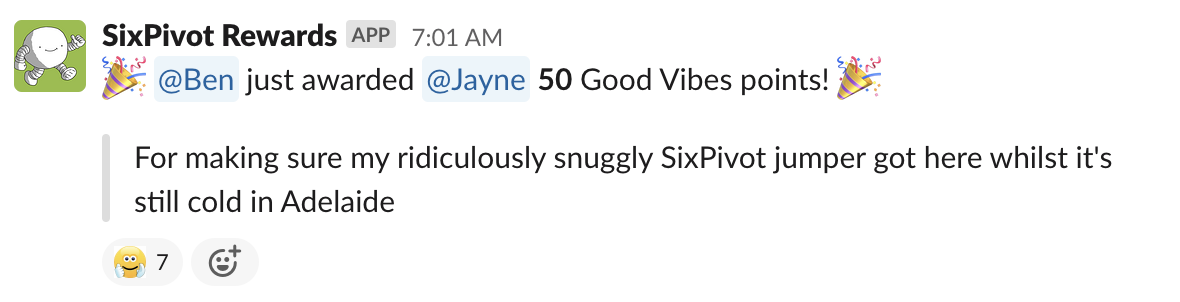 SixPivot Rewards APP 7:01 AM
@Ben just awarded @Jayne 50 Good Vibes points!
For making sure my ridiculously snuggly SixPivot jumper got here whilst it's
still cold in Adelaide
7